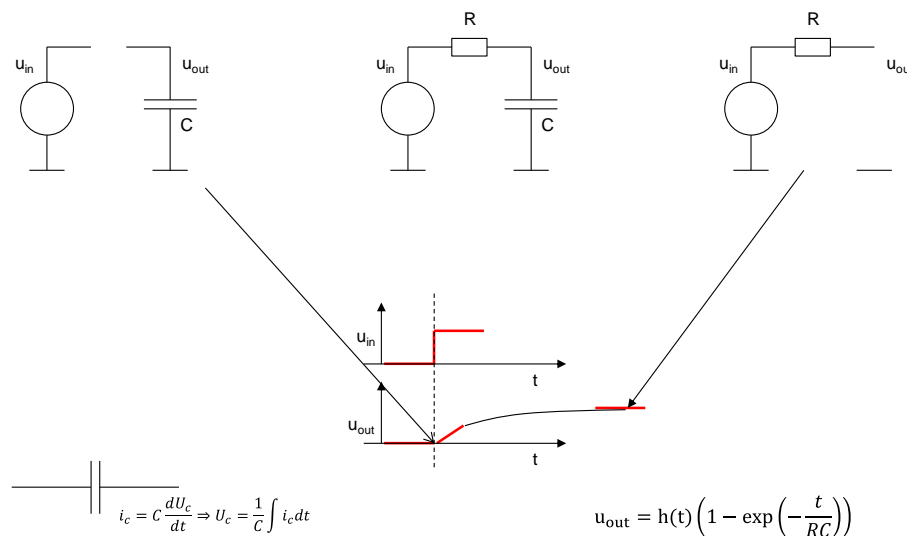 R
R
u_in
u_out
u_in
u_out
u_in
u_out
C
C
u_in
t
u_out
t
i_c = C dU_c/dt ⇒ U_c = 1/C ∫ i_c dt
u_out = h(t) (1 − exp (−t/RC))